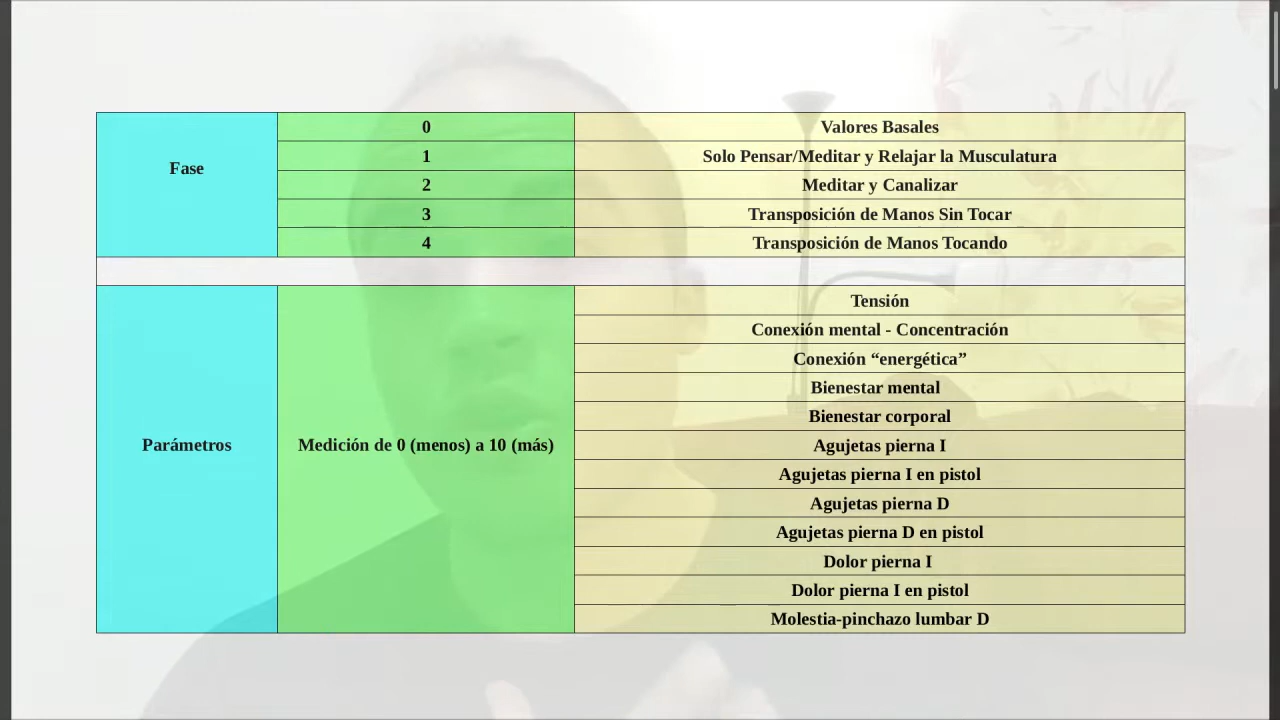 Fase
0 Valores Basales
1 Solo Pensar/Meditar y Relajar la Musculatura
2 Meditar y Canalizar
3 Transposición de Manos Sin Tocar
4 Transposición de Manos Tocando
Parámetros
Medición de 0 (menos) a 10 (más)
Tensión
Conexión mental - Concentración
Conexión “energética”
Bienestar mental
Bienestar corporal
Agujetas pierna I
Agujetas pierna I en pistol
Agujetas pierna D
Agujetas pierna D en pistol
Dolor pierna I
Dolor pierna I en pistol
Molestia-pinchazo lumbar D